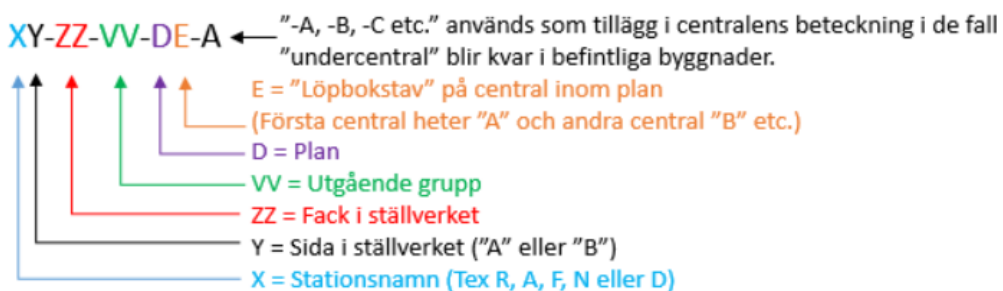 XY-ZZ-VV-DE-A
"-A, -B, -C etc." används som tillägg i centralens beteckning i de fall
"undercentral" blir kvar i befintliga byggnader.
E = "Löpbokstav" på central inom plan
(Första central heter "A" och andra central "B" etc.)
D = Plan
VV = Utgående grupp
ZZ = Fack i ställverket
Y = Sida i ställverket ("A" eller "B")
X = Stationsnamn (Tex R, A, F, N eller D)